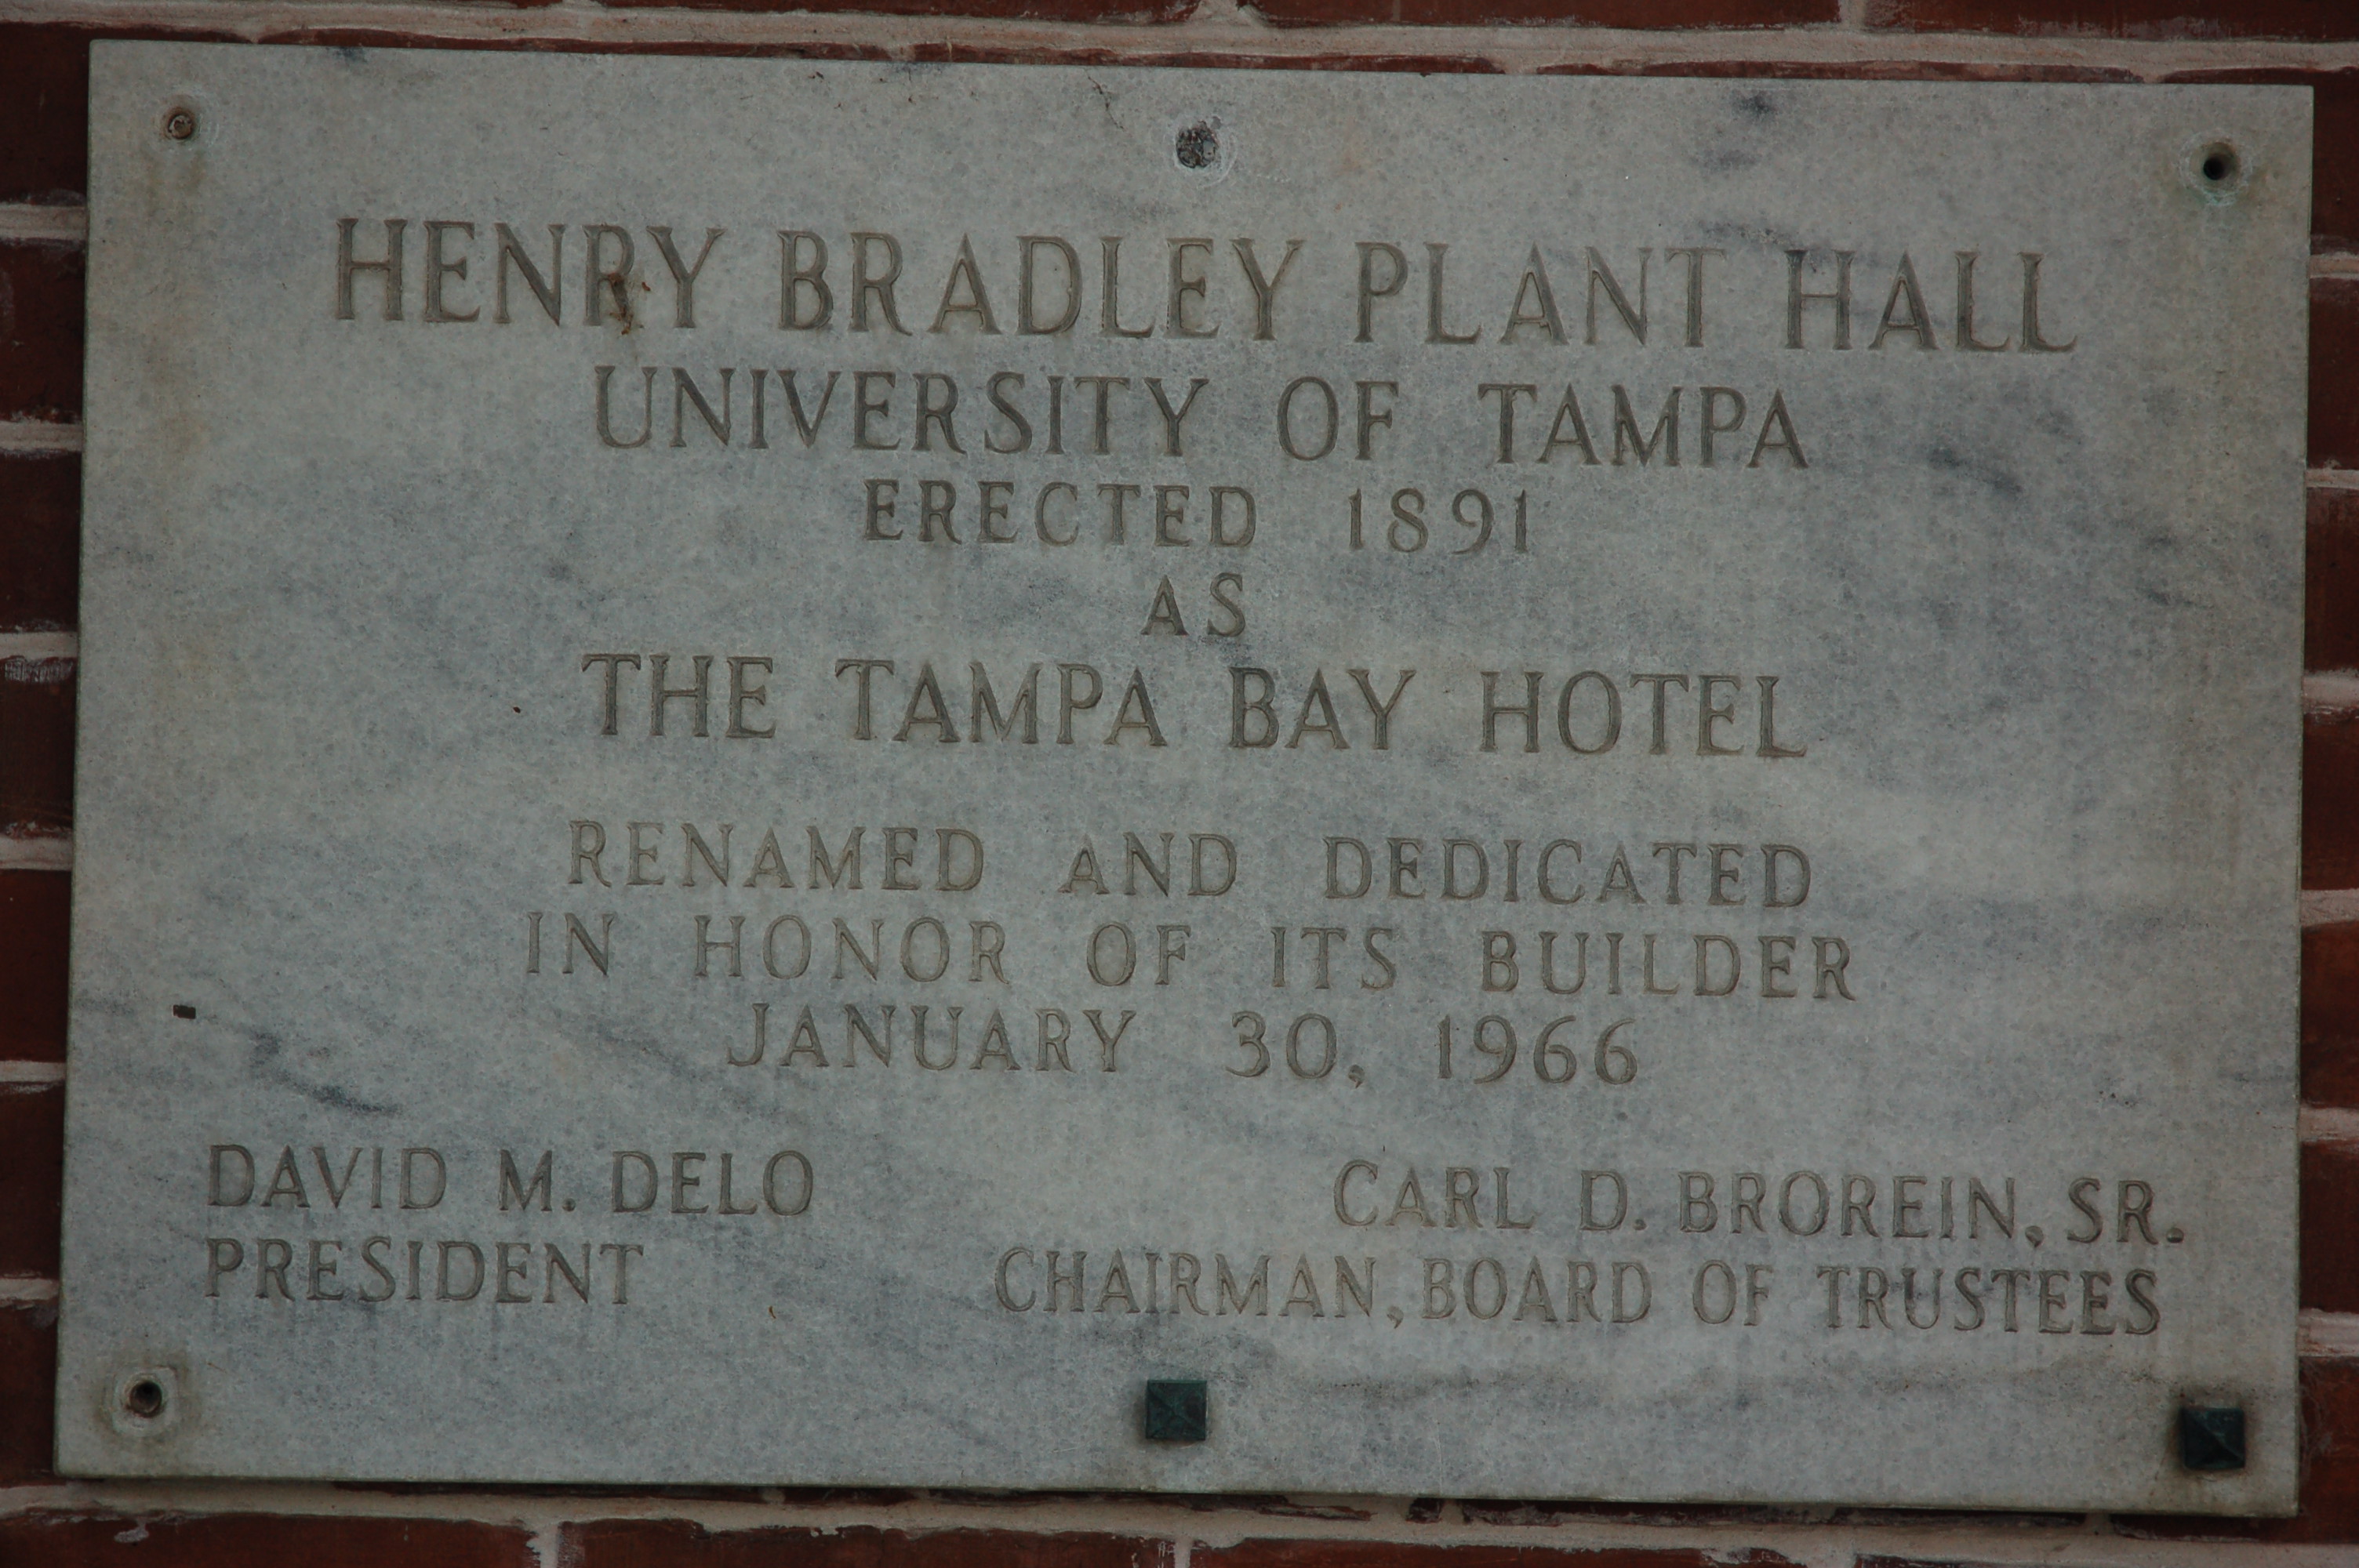 HENRY BRADLEY PLANT HALL
UNIVERSITY OF TAMPA
ERECTED 1891
AS
THE TAMPA BAY HOTEL
RENAMED AND DEDICATED
IN HONOR OF ITS BUILDER
JANUARY 30, 1966
DAVID M. DELO
PRESIDENT
CARL D. BROREIN, SR.
CHAIRMAN, BOARD OF TRUSTEES